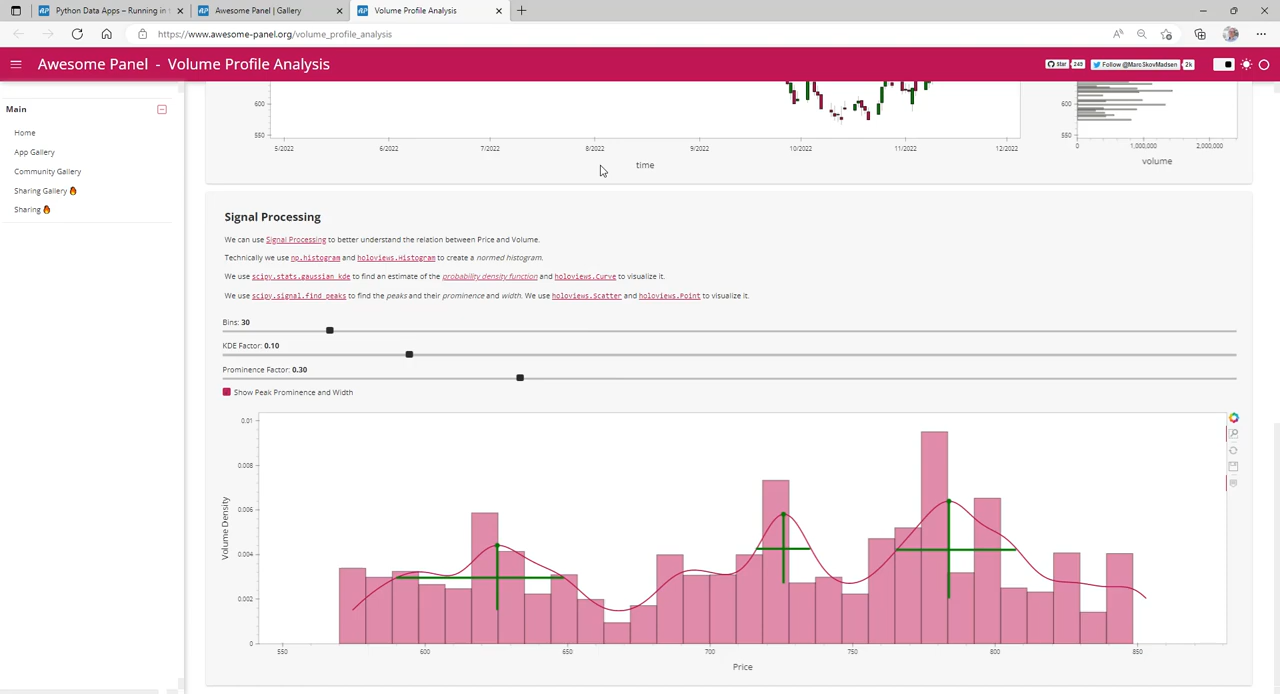 Python Data Apps – Running in
Awesome Panel | Gallery
Volume Profile Analysis
https://www.awesome-panel.org/volume_profile_analysis
Awesome Panel - Volume Profile Analysis
Star 245
Follow @MarcSkovMadsen 2k
Main
Home
App Gallery
Community Gallery
Sharing Gallery 🔥
Sharing 🔥
600
550
5/2022 6/2022 7/2022 8/2022 9/2022 10/2022 11/2022 12/2022
time
600
550
0 1,000,000 2,000,000
volume
Signal Processing
We can use Signal Processing to better understand the relation between Price and Volume.
Technically we use np.histogram and holoviews.Histogram to create a normed histogram.
We use scipy.stats.gaussian_kde to find an estimate of the probability density function and holoviews.Curve to visualize it.
We use scipy.signal.find_peaks to find the peaks and their prominence and width. We use holoviews.Scatter and holoviews.Point to visualize it.
Bins: 30
KDE Factor: 0.10
Prominence Factor: 0.30
Show Peak Prominence and Width
0.01
0.008
0.006
0.004
0.002
0
Volume Density
550 600 650 700 750 800 850
Price